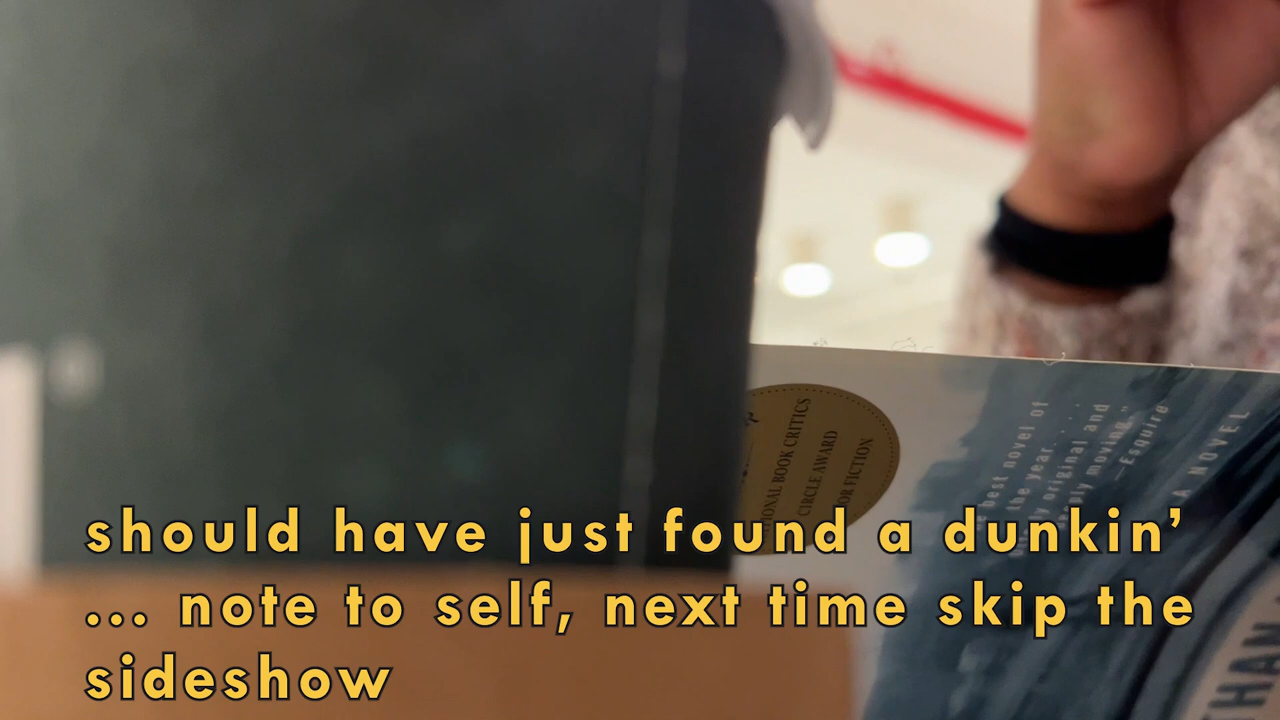 should have just found a dunkin’
... note to self, next time skip the
sideshow
BOOK CRITICS
CIRCLE AWARD
FICTION
best novel of
the year . . . .
original and
moving.”
— Esquire
A NOVEL